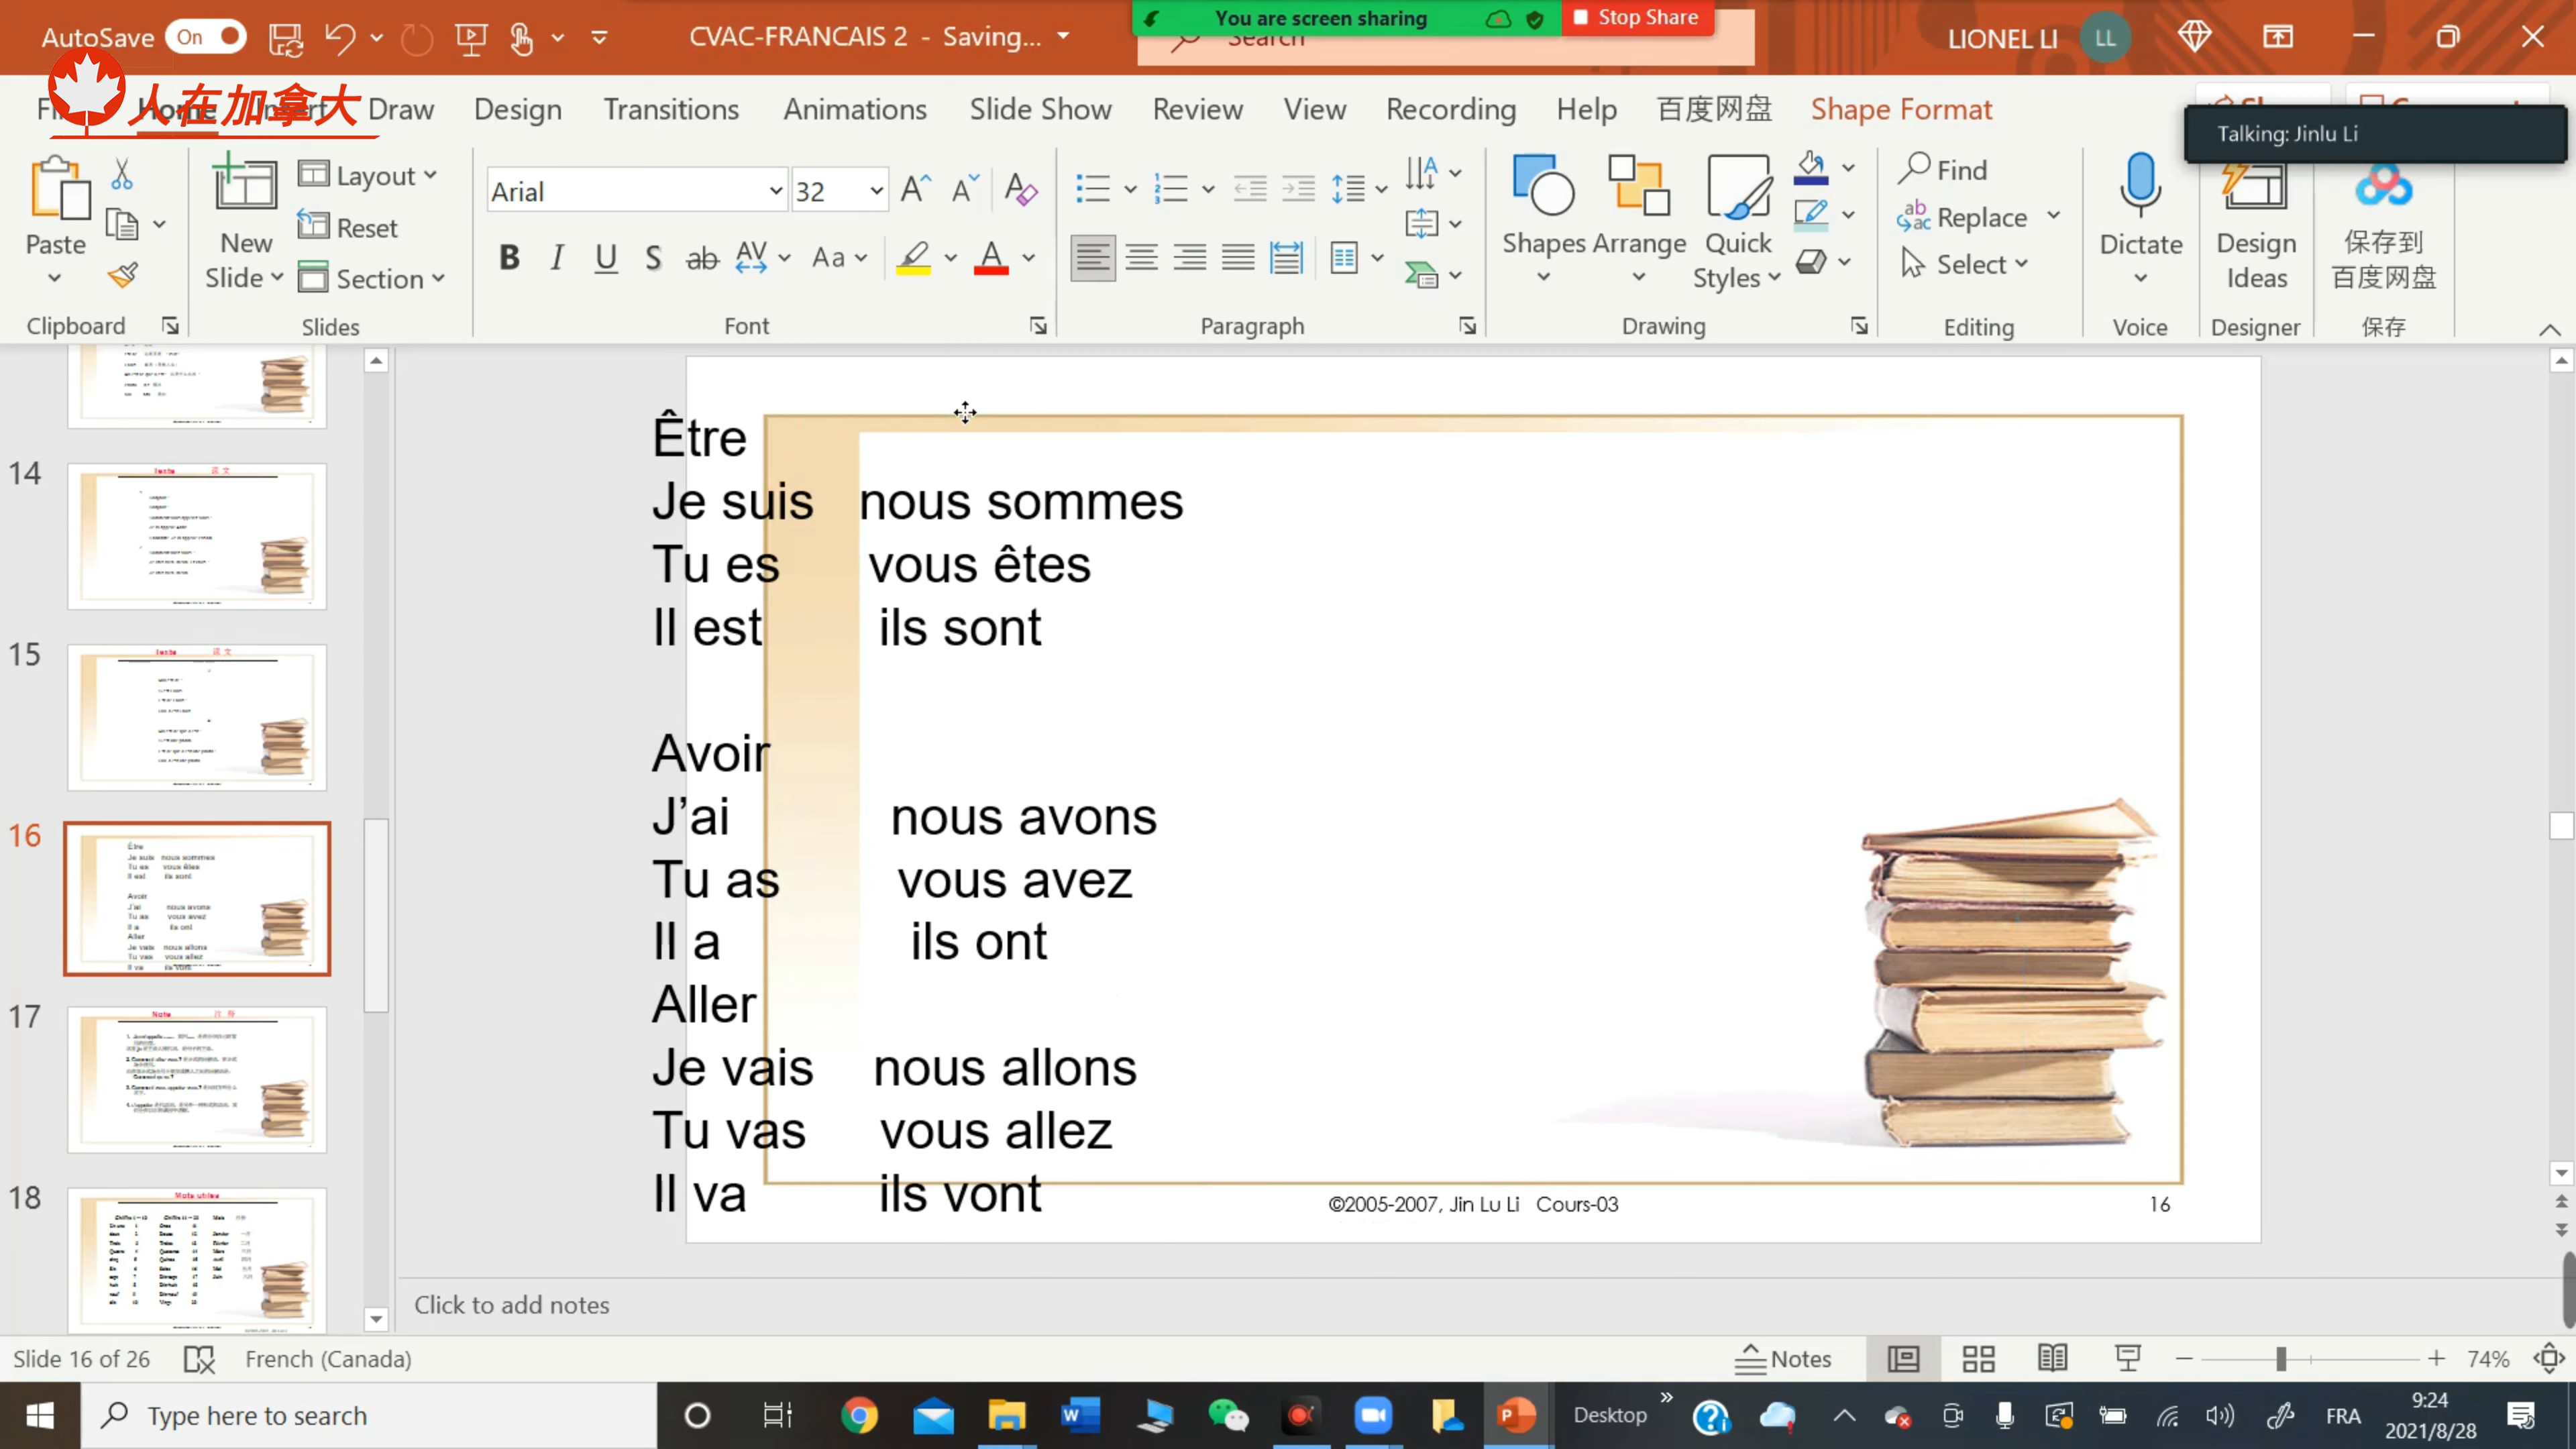 AutoSave On CVAC-FRANCAIS 2 - Saving... You are screen sharing Stop Share Search LIONEL LI LL
人在加拿大
Home Insert Draw Design Transitions Animations Slide Show Review View Recording Help 百度网盘 Shape Format
Talking: Jinlu Li
Paste
New Slide
Layout
Reset
Section
Arial 32
Shapes Arrange Quick Styles
Find
Replace
Select
Dictate
Design Ideas
保存到
百度网盘
Clipboard Slides Font Paragraph Drawing Editing Voice Designer 保存
14
15
16
17
18
Être
Je suis nous sommes
Tu es vous êtes
Il est ils sont
Avoir
J’ai nous avons
Tu as vous avez
Il a ils ont
Aller
Je vais nous allons
Tu vas vous allez
Il va ils vont
©2005-2007, Jin Lu Li Cours-03 16
Click to add notes
Slide 16 of 26 French (Canada) Notes 74%
Type here to search Desktop FRA 9:24
2021/8/28